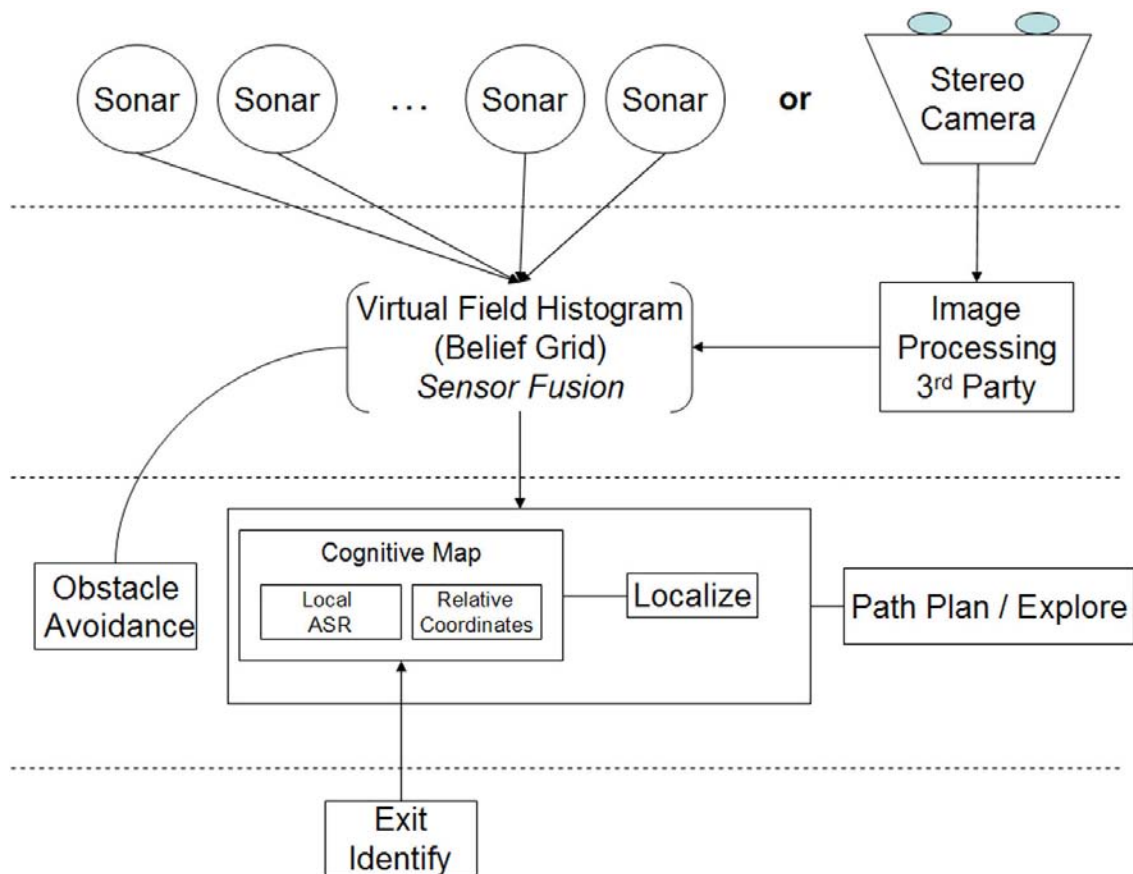 Sonar
Sonar
...
Sonar
Sonar
or
Stereo
Camera
Virtual Field Histogram
(Belief Grid)
Sensor Fusion
Image
Processing
3rd Party
Obstacle
Avoidance
Cognitive Map
Local
ASR
Relative
Coordinates
Localize
Path Plan / Explore
Exit
Identify